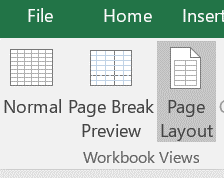 File Home Insert
Normal Page Break Page
Preview Layout
Workbook Views